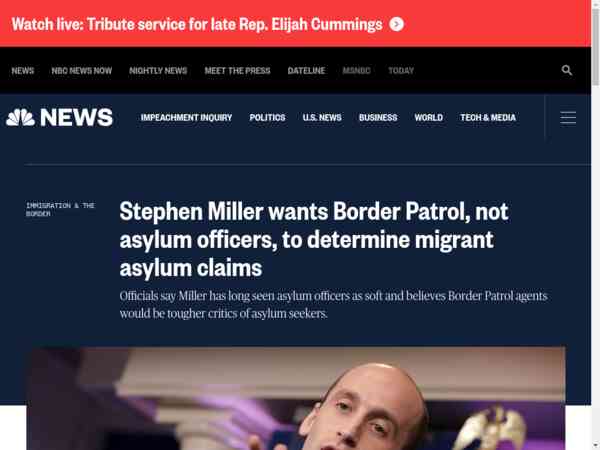 Watch live: Tribute service for late Rep. Elijah Cummings
NEWS NBC NEWS NOW NIGHTLY NEWS MEET THE PRESS DATELINE MSNBC TODAY
NEWS IMPEACHMENT INQUIRY POLITICS U.S. NEWS BUSINESS WORLD TECH & MEDIA
IMMIGRATION & THE
BORDER
Stephen Miller wants Border Patrol, not
asylum officers, to determine migrant
asylum claims
Officials say Miller has long seen asylum officers as soft and believes Border Patrol agents
would be tougher critics of asylum seekers.